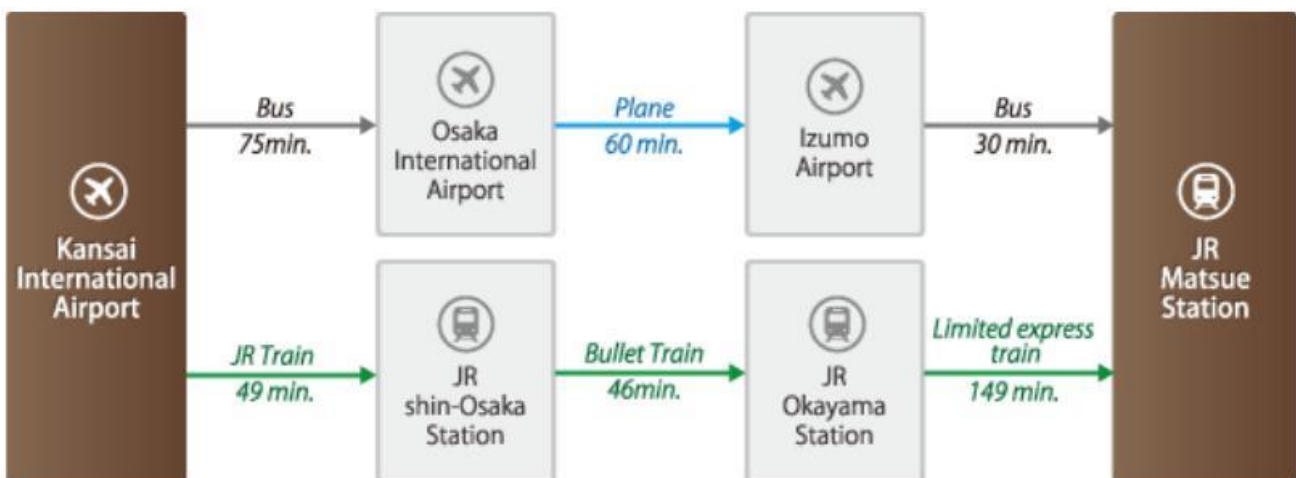 Kansai
International
Airport
Bus
75min.
Osaka
International
Airport
Plane
60 min.
Izumo
Airport
Bus
30 min.
JR Train
49 min.
JR
shin-Osaka
Station
Bullet Train
46min.
JR
Okayama
Station
Limited express
train
149 min.
JR
Matsue
Station